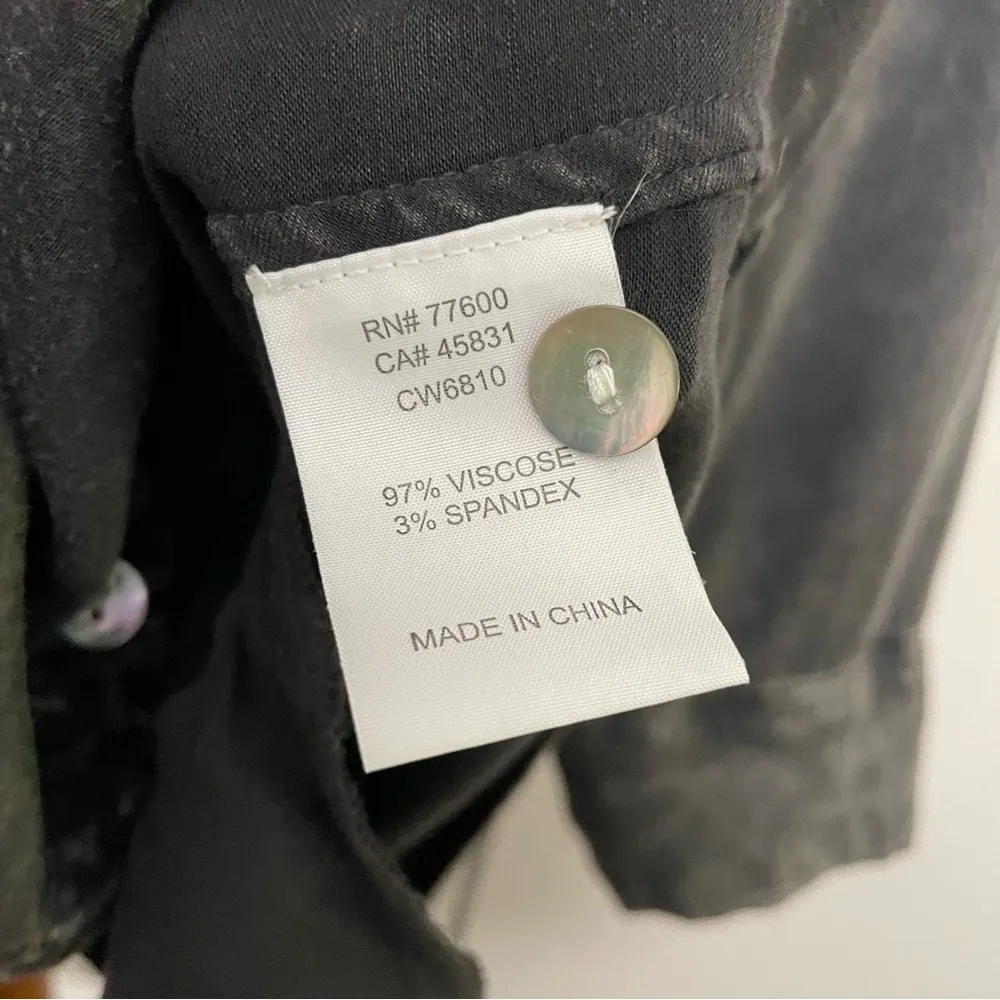 RN# 77600
CA# 45831
CW6810
97% VISCOSE
3% SPANDEX
MADE IN CHINA